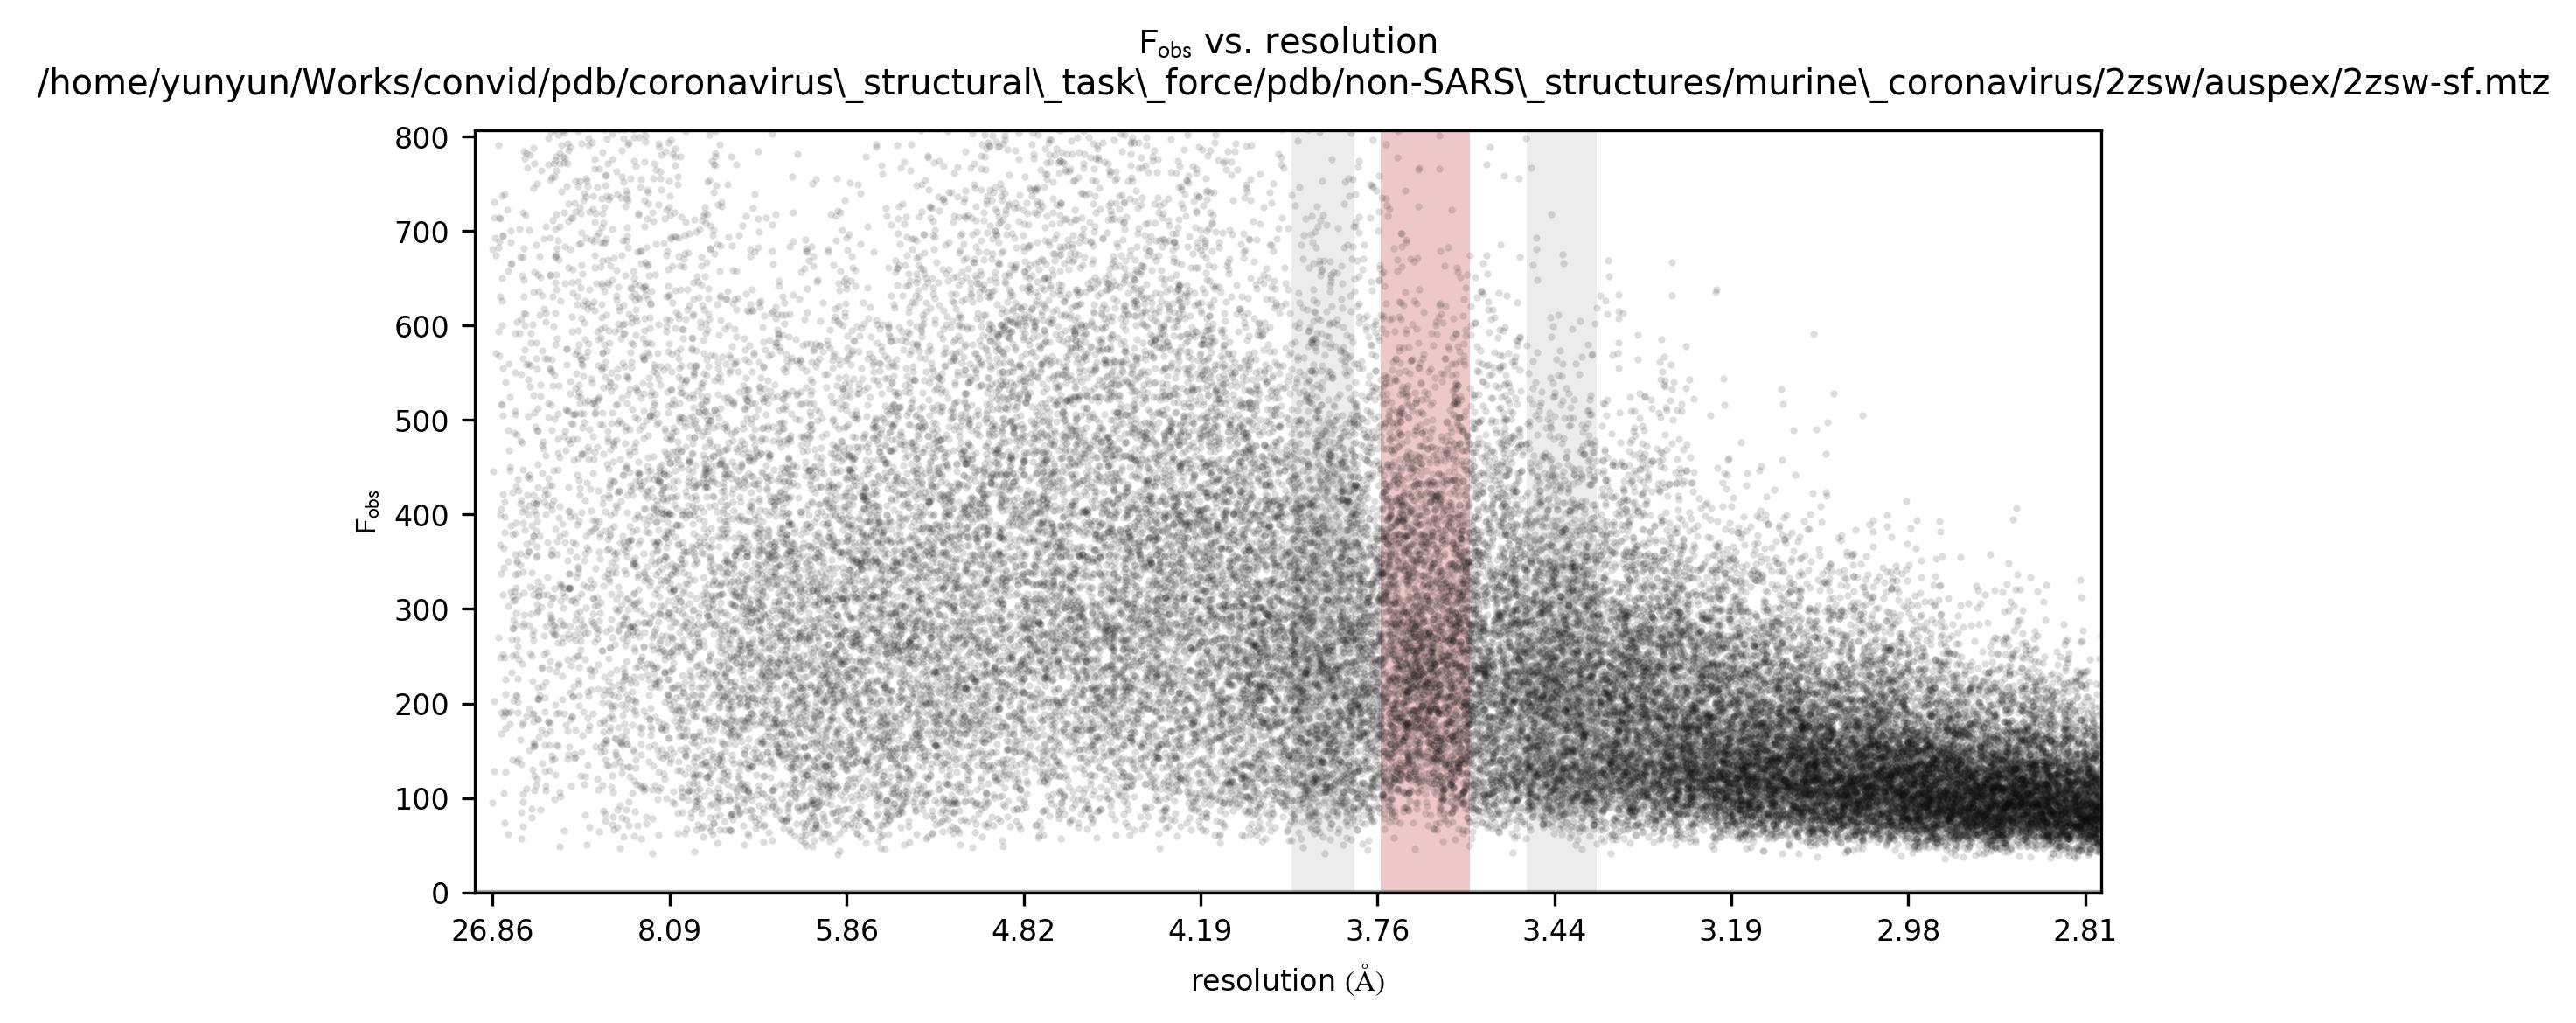 F_obs vs. resolution
/home/yunyun/Works/convid/pdb/coronavirus\_structural\_task\_force/pdb/non-SARS\_structures/murine\_coronavirus/2zsw/auspex/2zsw-sf.mtz
800
700
600
500
400
300
200
100
0
F_obs
26.86 8.09 5.86 4.82 4.19 3.76 3.44 3.19 2.98 2.81
resolution (Å)